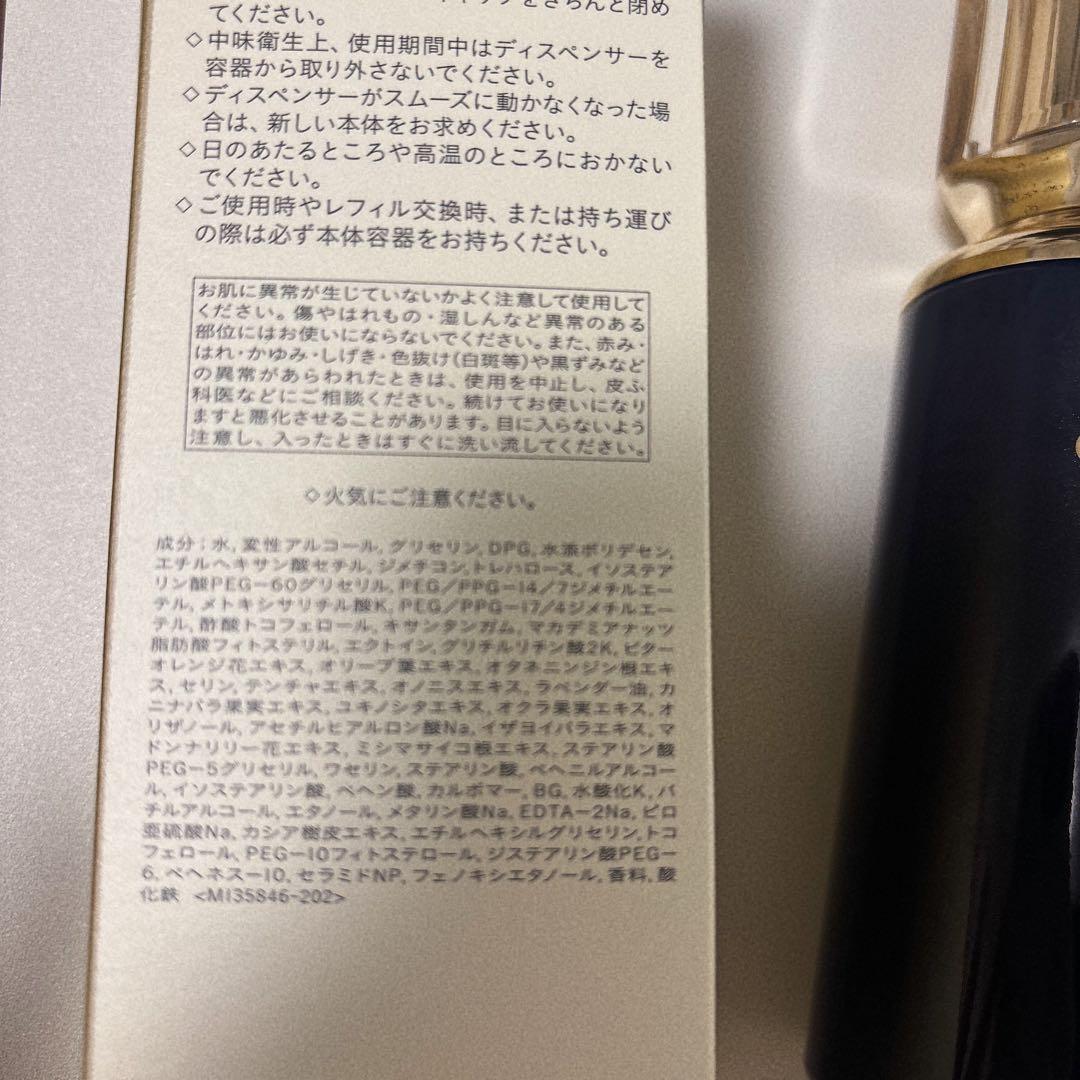 をきちんと閉め
てください。
◇中味衛生上、使用期間中はディスペンサーを
容器から取り外さないでください。
◇ディスペンサーがスムーズに動かなくなった場
合は、新しい本体をお求めください。
◇日のあたるところや高温のところにおかない
でください。
◇ご使用時やレフィル交換時、または持ち運び
の際は必ず本体容器をお持ちください。
お肌に異常が生じていないかよく注意して使用して
ください。傷やはれもの・湿しんなど異常のある
部位にはお使いにならないでください。また、赤み・
はれ・かゆみ・しげき・色抜け(白斑等)や黒ずみなど
の異常があらわれたときは、使用を中止し、皮ふ
科医などにご相談ください。続けてお使いになり
ますと悪化させることがあります。目に入らないよう
注意し、入ったときはすぐに洗い流してください。
◇火気にご注意ください。
成分：水, 変性アルコール, グリセリン, DPG, 水添ポリデセン,
エチルヘキサン酸セチル, ジメチコン, トレハロース, イソステア
リン酸PEG－60グリセリル, PEG／PPG－14／7ジメチルエー
テル, メトキシサリチル酸K, PEG／PPG－17／4ジメチルエー
テル, 酢酸トコフェロール, キサンタンガム, マカデミアナッツ
脂肪酸フィトステリル, エクトイン, グリチルリチン酸2K, ビター
オレンジ花エキス, オリーブ葉エキス, オタネニンジン根エキ
ス, セリン, テンチャエキス, オノニスエキス, ラベンダー油, カ
ニナバラ果実エキス, ユキノシタエキス, オクラ果実エキス, オ
リザノール, アセチルヒアルロン酸Na, イザヨイバラエキス, マ
ドンナリリー花エキス, ミシマサイコ根エキス, ステアリン酸
PEG－5グリセリル, ワセリン, ステアリン酸, ベヘニルアルコー
ル, イソステアリン酸, ベヘン酸, カルボマー, BG, 水酸化K, バ
チルアルコール, エタノール, メタリン酸Na, EDTA－2Na, ピロ
亜硫酸Na, カシア樹皮エキス, エチルヘキシルグリセリン, トコ
フェロール, PEG－10フィトステロール, ジステアリン酸PEG－
6, ベヘネス－10, セラミドNP, フェノキシエタノール, 香料, 酸
化鉄 <MI35846-202>